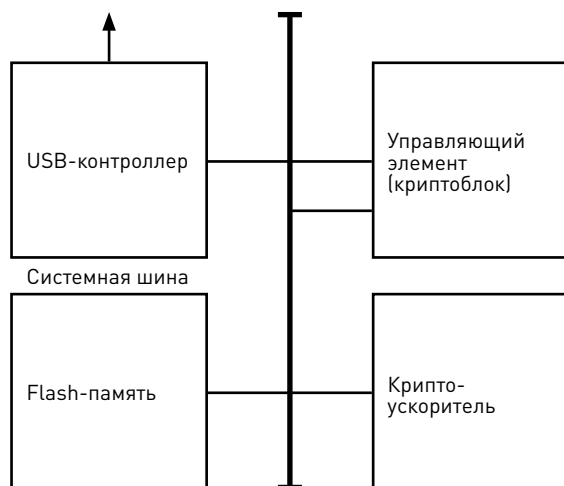 USB-контроллер
Управляющий
элемент
(криптоблок)
Системная шина
Flash-память
Крипто-
ускоритель